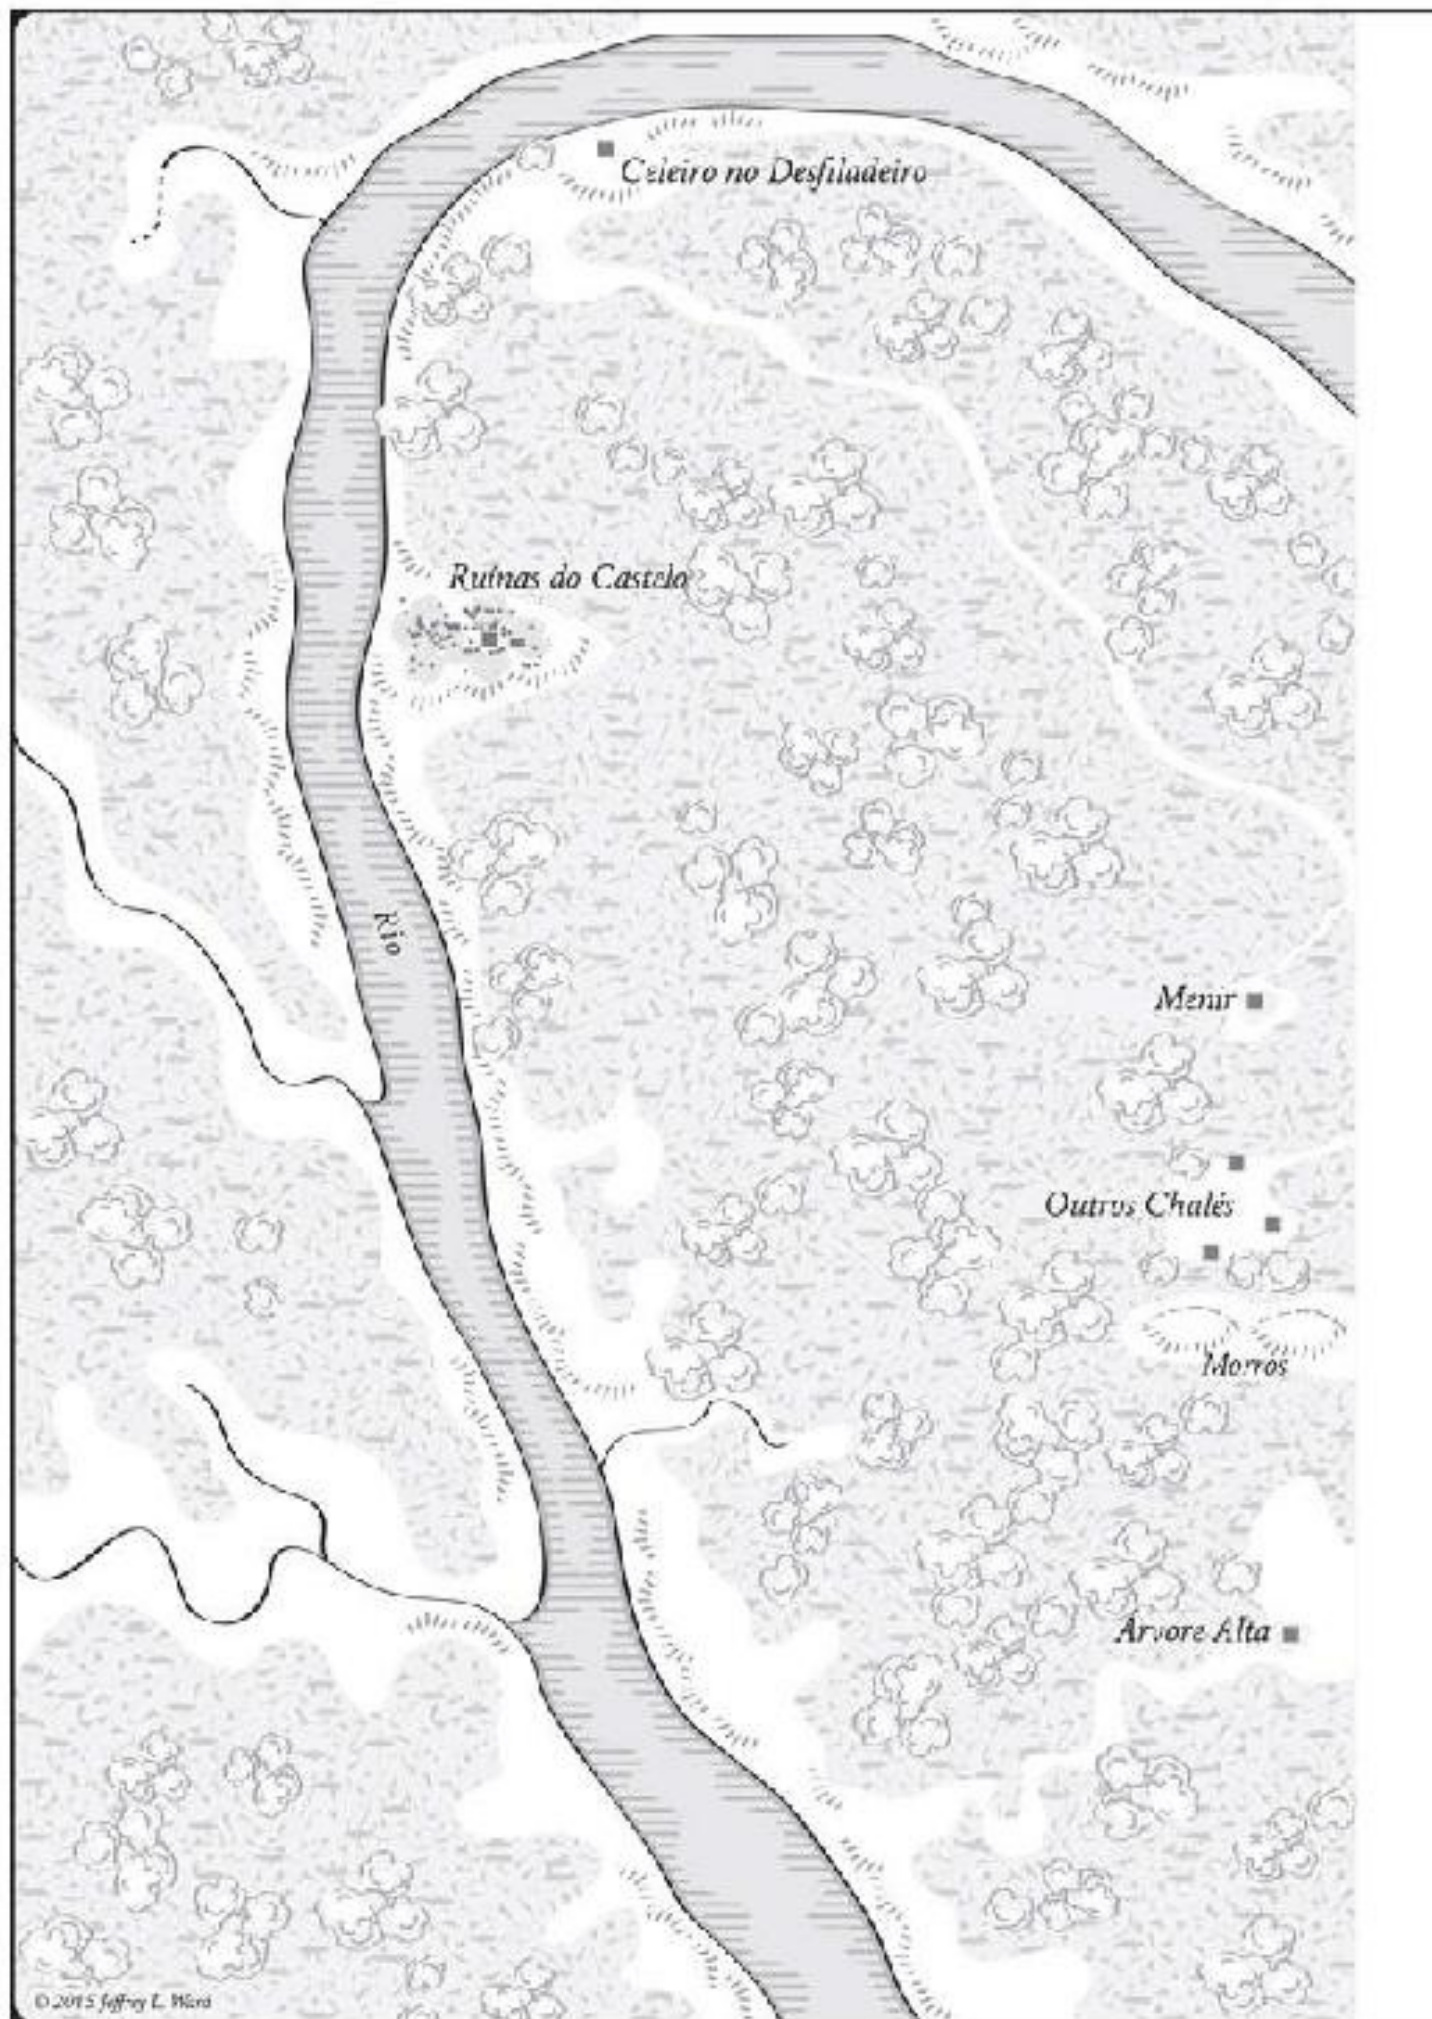 Celeiro no Desfiladeiro
Ruínas do Castelo
Rio
Menir
Outros Chalés
Morros
Árvore Alta
© 2015 Jeffrey L. Ward